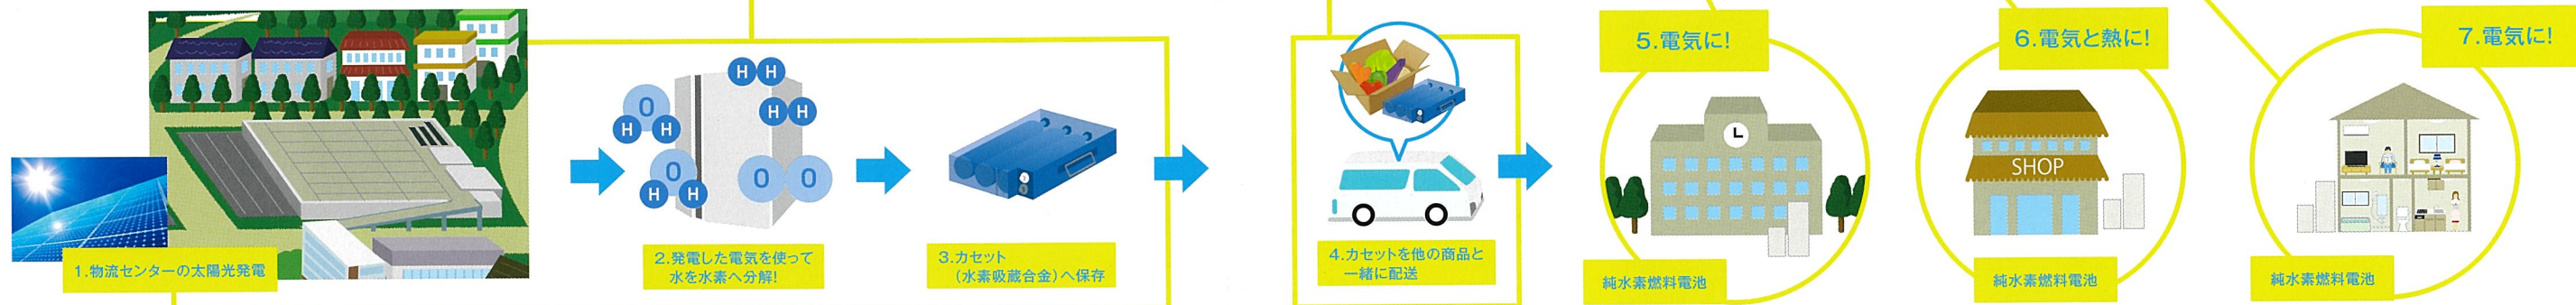 1.物流センターの太陽光発電
H H
H H
O
H H
O
H H
O O
2.発電した電気を使って
水を水素へ分解!
3.カセット
（水素吸蔵合金）へ保存
4.カセットを他の商品と
一緒に配送
5.電気に!
純水素燃料電池
6.電気と熱に!
SHOP
純水素燃料電池
7.電気に!
純水素燃料電池